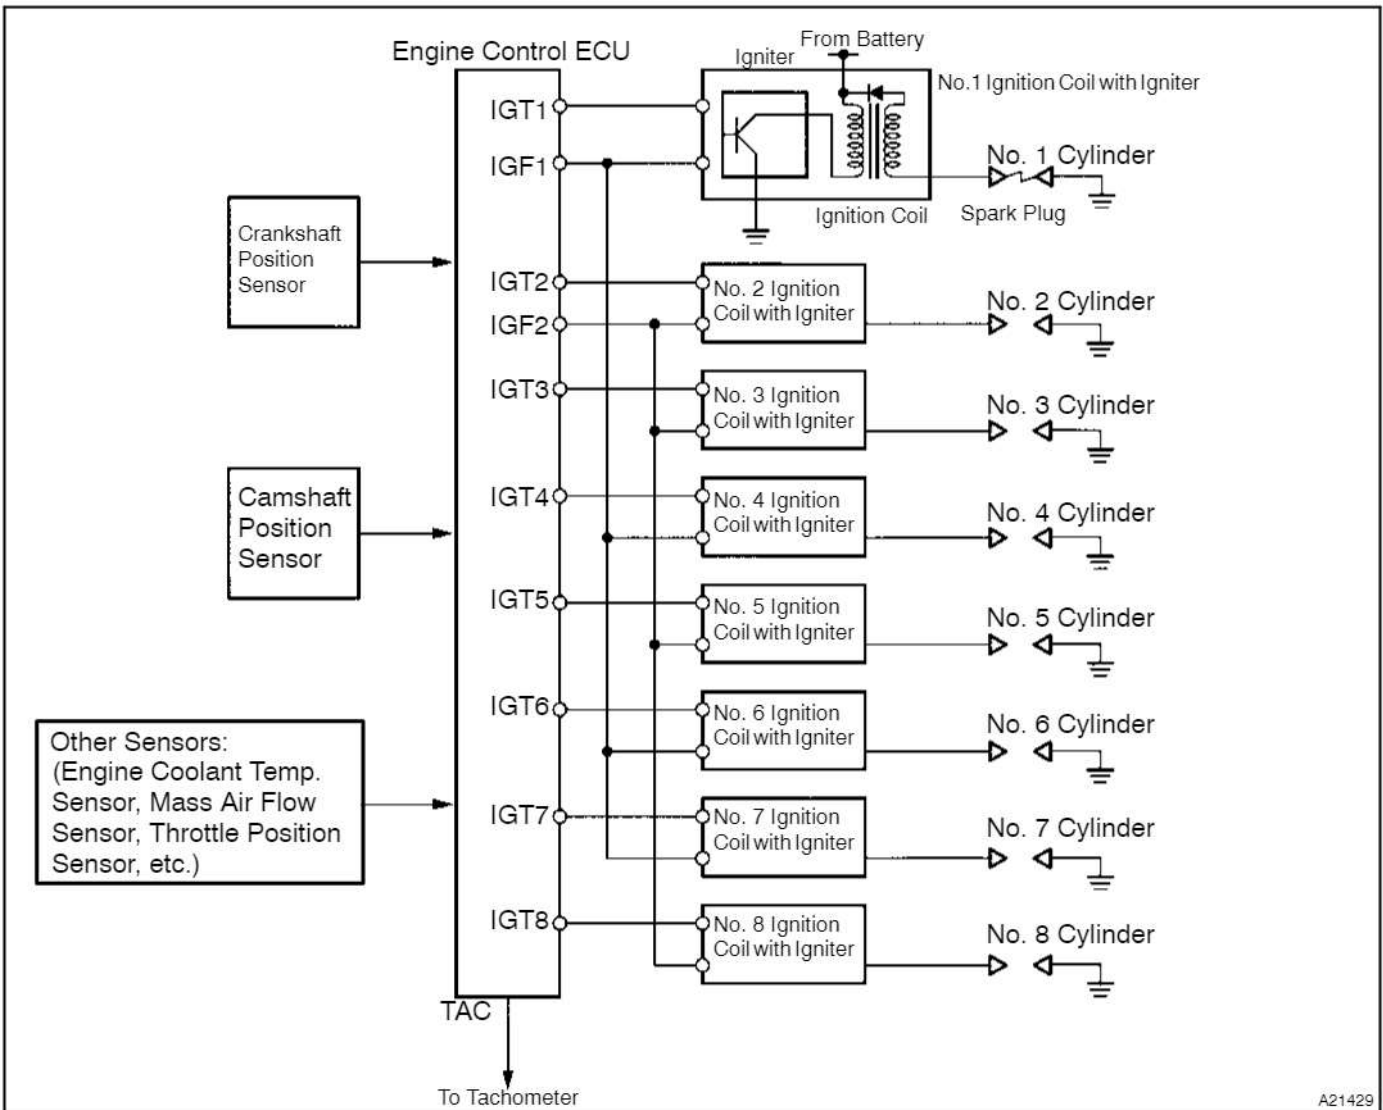 Engine Control ECU
Igniter
From Battery
No.1 Ignition Coil with Igniter
IGT1
IGF1
No. 1 Cylinder
Ignition Coil
Spark Plug
Crankshaft
Position
Sensor
IGT2
IGF2
No. 2 Ignition
Coil with Igniter
No. 2 Cylinder
IGT3
No. 3 Ignition
Coil with Igniter
No. 3 Cylinder
Camshaft
Position
Sensor
IGT4
No. 4 Ignition
Coil with Igniter
No. 4 Cylinder
IGT5
No. 5 Ignition
Coil with Igniter
No. 5 Cylinder
IGT6
No. 6 Ignition
Coil with Igniter
No. 6 Cylinder
Other Sensors:
(Engine Coolant Temp.
Sensor, Mass Air Flow
Sensor, Throttle Position
Sensor, etc.)
IGT7
No. 7 Ignition
Coil with Igniter
No. 7 Cylinder
IGT8
No. 8 Ignition
Coil with Igniter
No. 8 Cylinder
TAC
To Tachometer
A21429